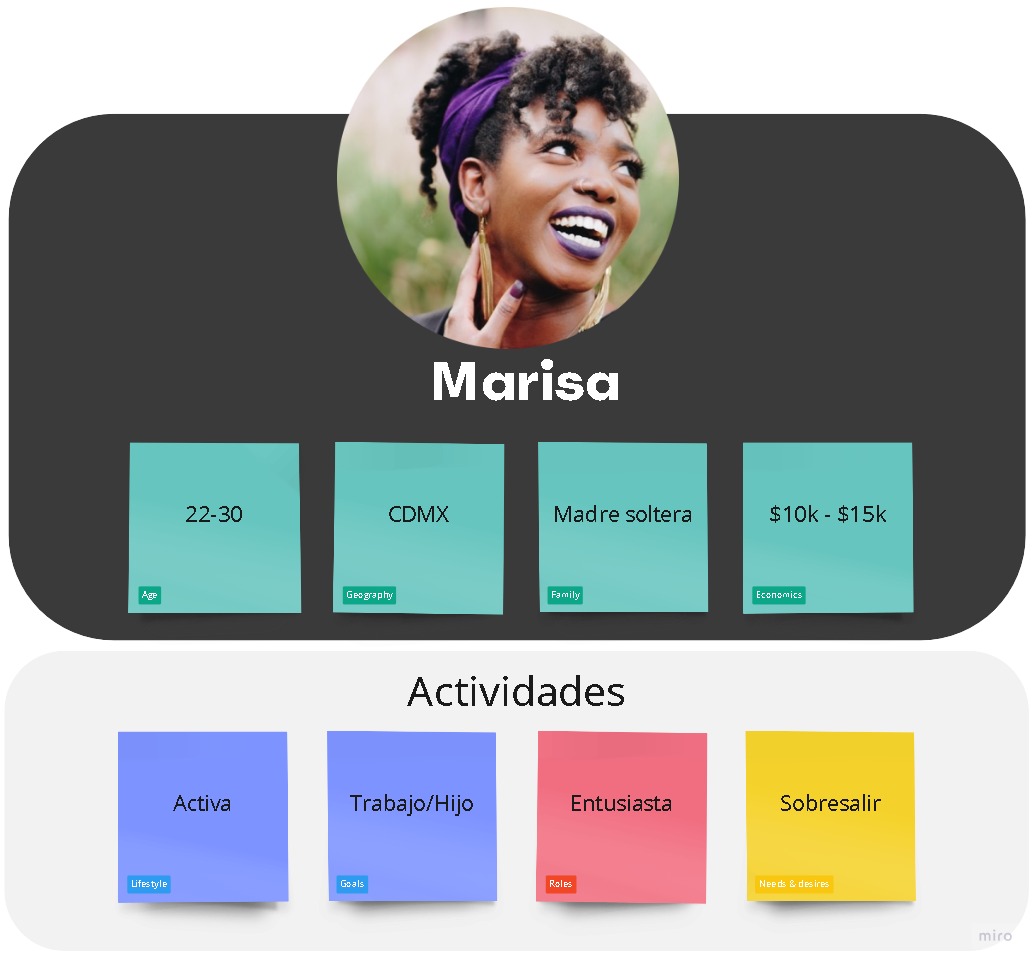 Marisa
22-30
CDMX
Madre soltera
$10k - $15k
Age
Geography
Family
Economics
Actividades
Activa
Trabajo/Hijo
Entusiasta
Sobresalir
Lifestyle
Goals
Roles
Needs & desires
miro